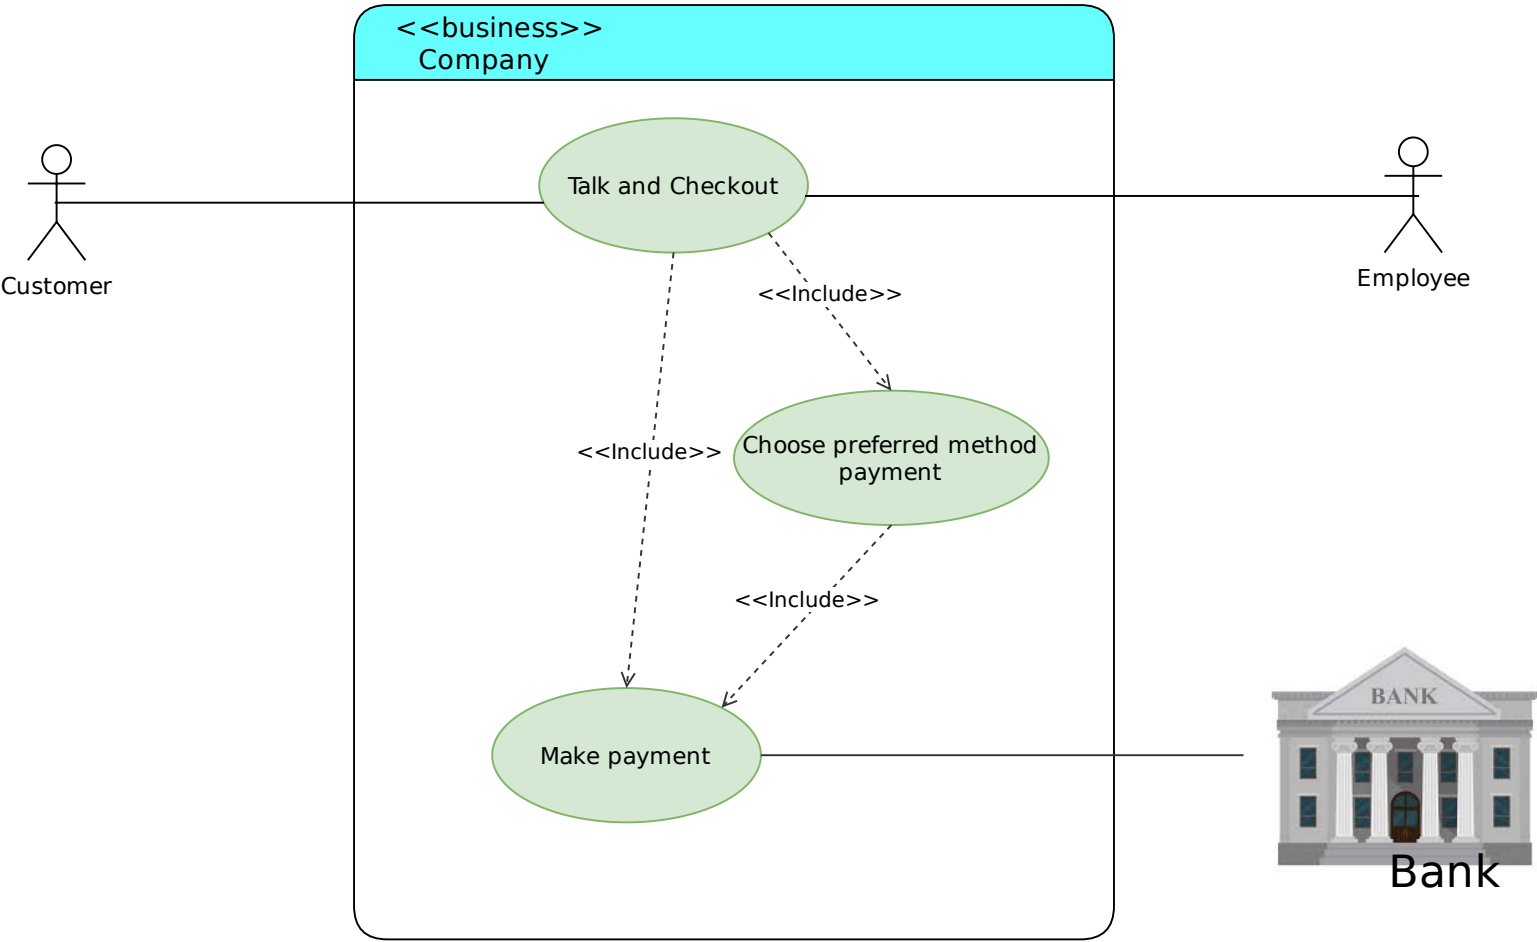 <<business>>
Company
Talk and Checkout
Customer
Employee
<<Include>>
Choose preferred method
payment
<<Include>>
<<Include>>
BANK
Make payment
Bank